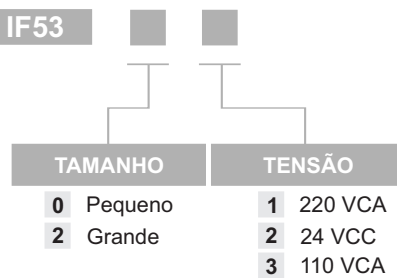 IF53
TAMANHO
0 Pequeno
2 Grande
TENSÃO
1 220 VCA
2 24 VCC
3 110 VCA